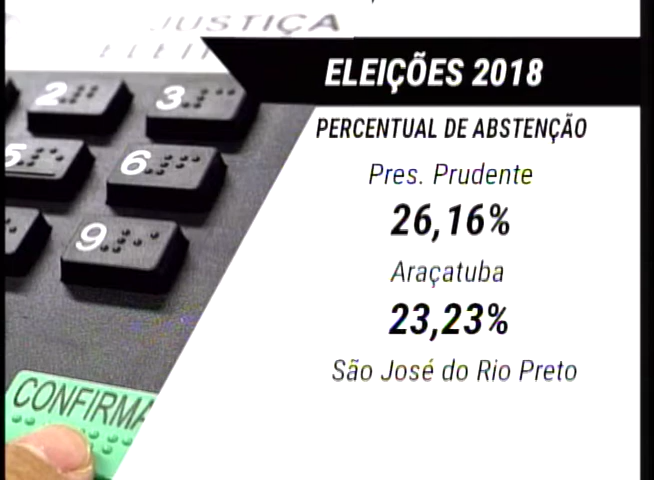 JUSTIÇA
ELEIÇÕES 2018
PERCENTUAL DE ABSTENÇÃO
Pres. Prudente
26,16%
Araçatuba
23,23%
São José do Rio Preto
2
3
5
6
9
CONFIRMA